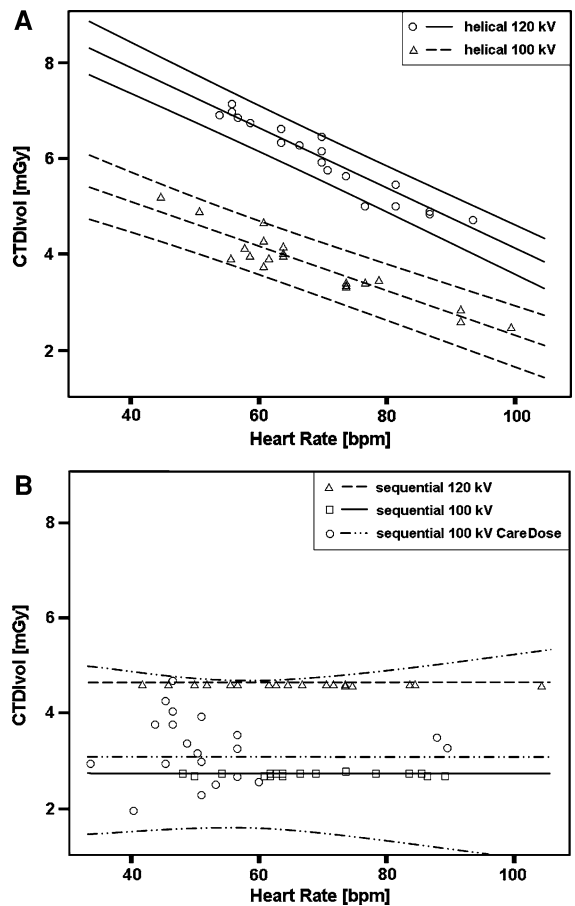 A
helical 120 kV
helical 100 kV
8
6
4
2
CTDIvol [mGy]
40 60 80 100
Heart Rate [bpm]
B
sequential 120 kV
sequential 100 kV
sequential 100 kV CareDose
8
6
4
2
CTDIvol [mGy]
40 60 80 100
Heart Rate [bpm]